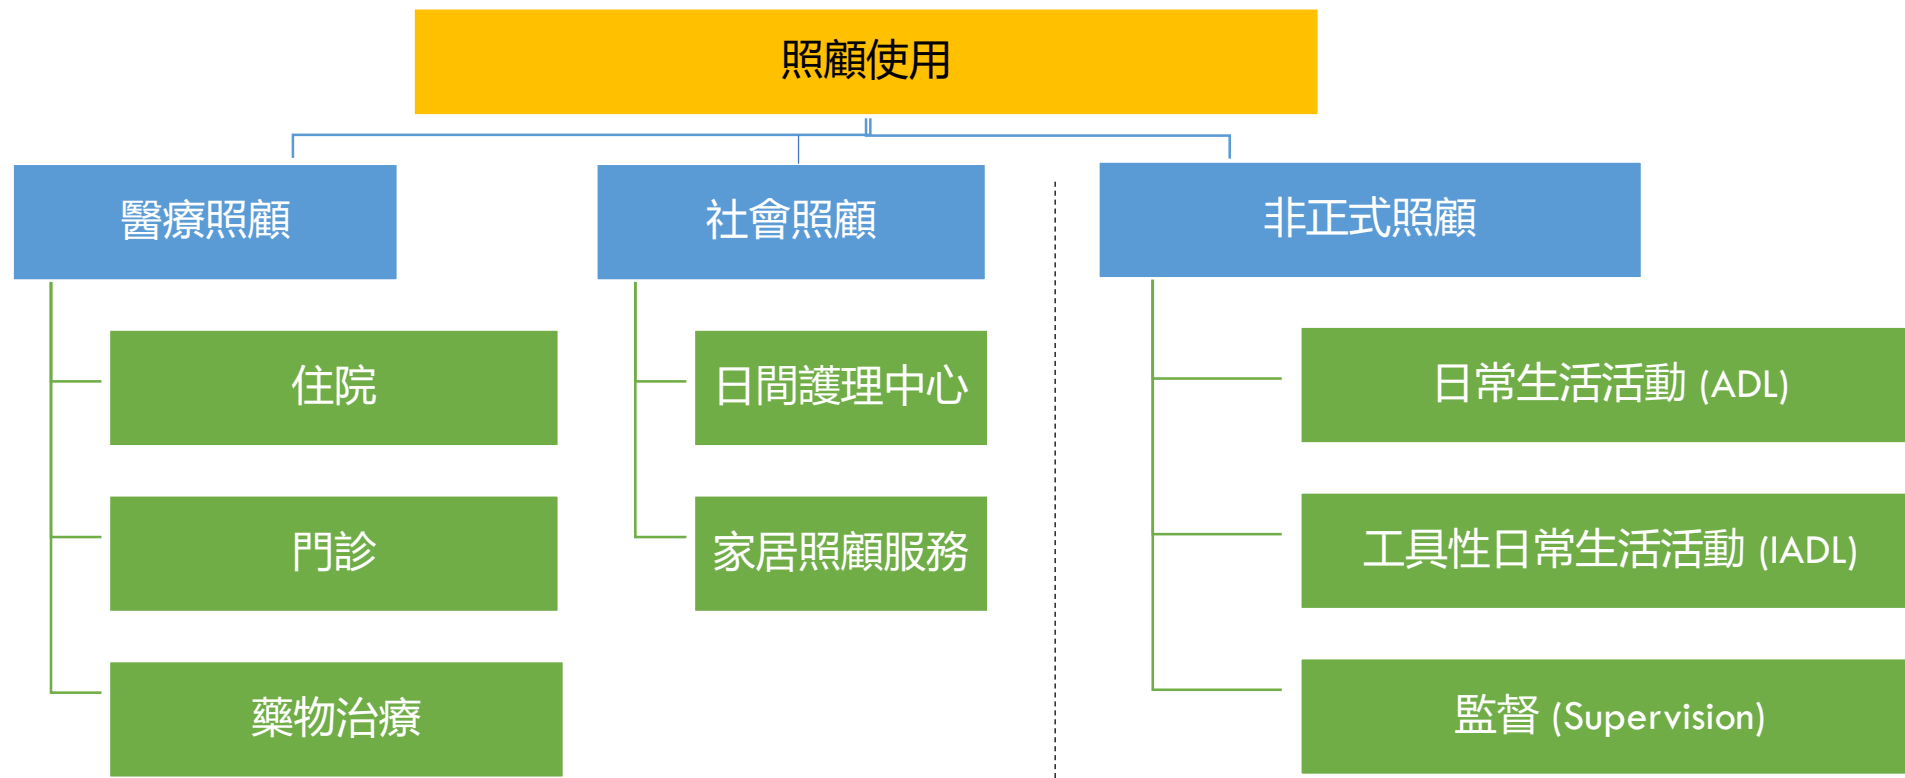 照顧使用
醫療照顧
社會照顧
非正式照顧
住院
門診
藥物治療
日間護理中心
家居照顧服務
日常生活活動 (ADL)
工具性日常生活活動 (IADL)
監督 (Supervision)